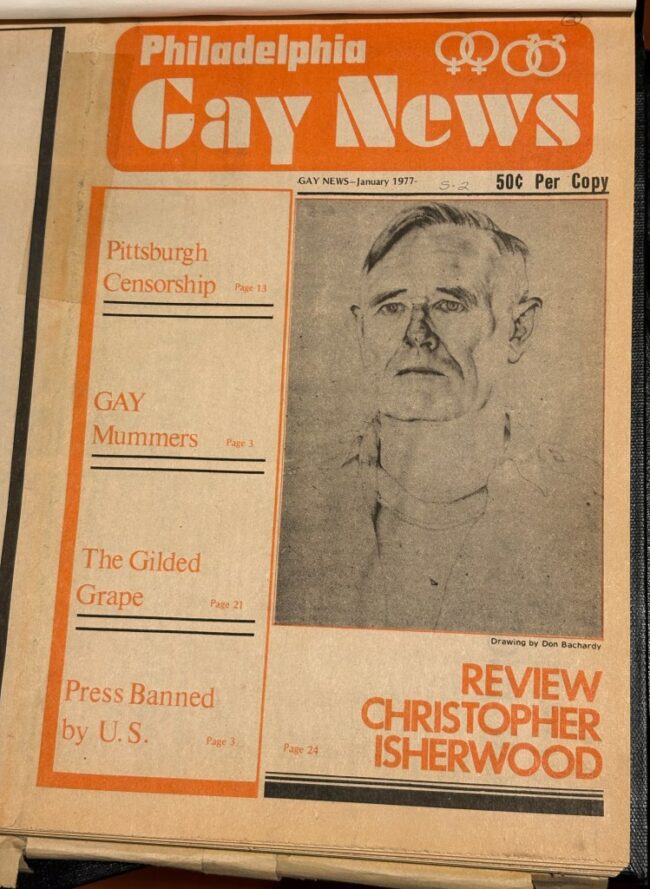 Philadelphia
Gay News
GAY NEWS—January 1977-
S-2
50¢ Per Copy
Pittsburgh
Censorship Page 13
GAY
Mummers Page 3
The Gilded
Grape Page 21
Press Banned
by U.S. Page 3
Drawing by Don Bachardy
REVIEW
CHRISTOPHER
Page 24 ISHERWOOD